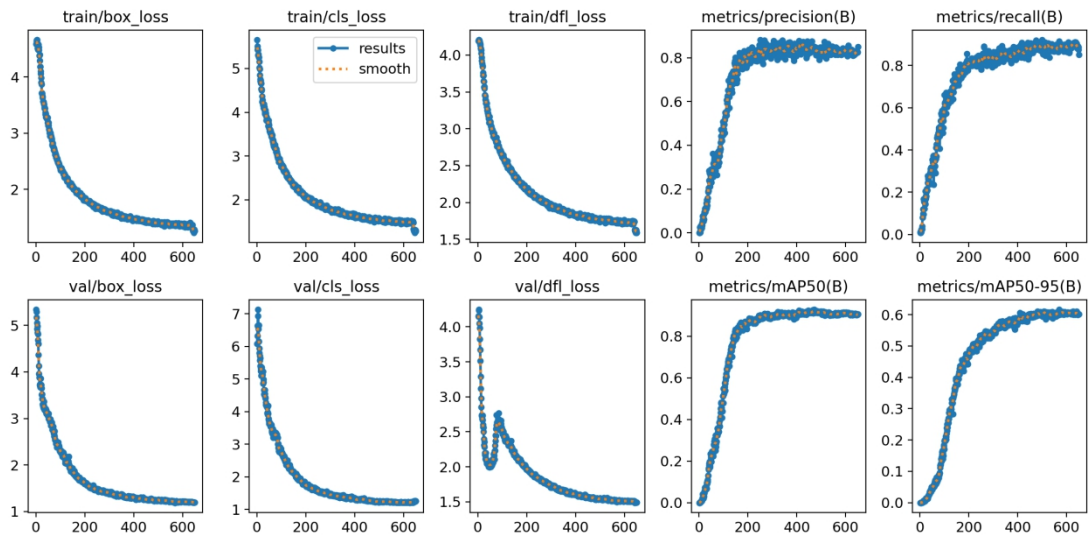 train/box_loss
train/cls_loss
train/dfl_loss
metrics/precision(B)
metrics/recall(B)
results
smooth
4
3
2
0 200 400 600
5
4
3
2
0 200 400 600
4.0
3.5
3.0
2.5
2.0
1.5
0 200 400 600
0.8
0.6
0.4
0.2
0.0
0 200 400 600
0.8
0.6
0.4
0.2
0.0
0 200 400 600
val/box_loss
val/cls_loss
val/dfl_loss
metrics/mAP50(B)
metrics/mAP50-95(B)
5
4
3
2
1
0 200 400 600
7
6
5
4
3
2
1
0 200 400 600
4.0
3.5
3.0
2.5
2.0
1.5
0 200 400 600
0.8
0.6
0.4
0.2
0.0
0 200 400 600
0.6
0.5
0.4
0.3
0.2
0.1
0.0
0 200 400 600